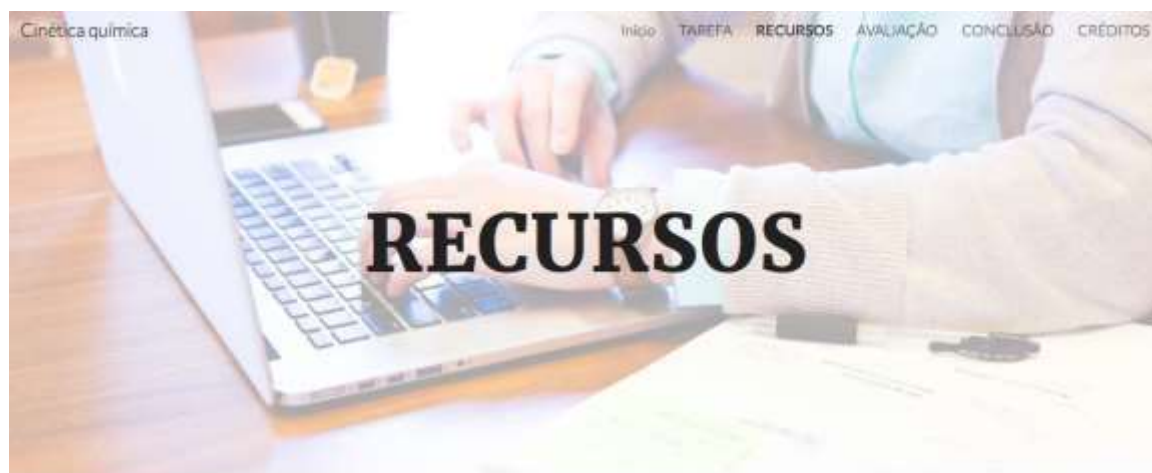 Cinética química
Início TAREFA RECURSOS AVALIAÇÃO CONCLUSÃO CRÉDITOS
RECURSOS